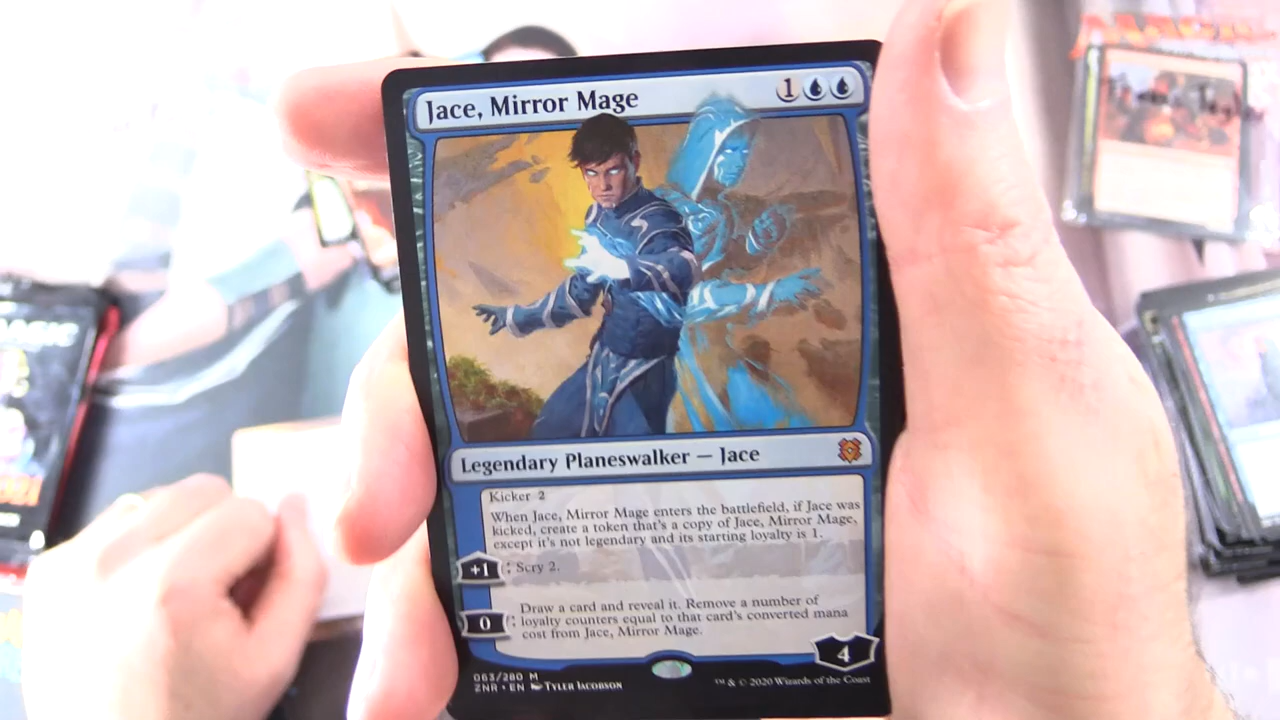 Jace, Mirror Mage 1
Legendary Planeswalker — Jace
Kicker 2
When Jace, Mirror Mage enters the battlefield, if Jace was
kicked, create a token that's a copy of Jace, Mirror Mage,
except it's not legendary and its starting loyalty is 1.
+1 : Scry 2.
Draw a card and reveal it. Remove a number of
0 : loyalty counters equal to that card's converted mana
cost from Jace, Mirror Mage.
4
063/280 M
ZNR • EN Tyler Jacobson
™ & © 2020 Wizards of the Coast